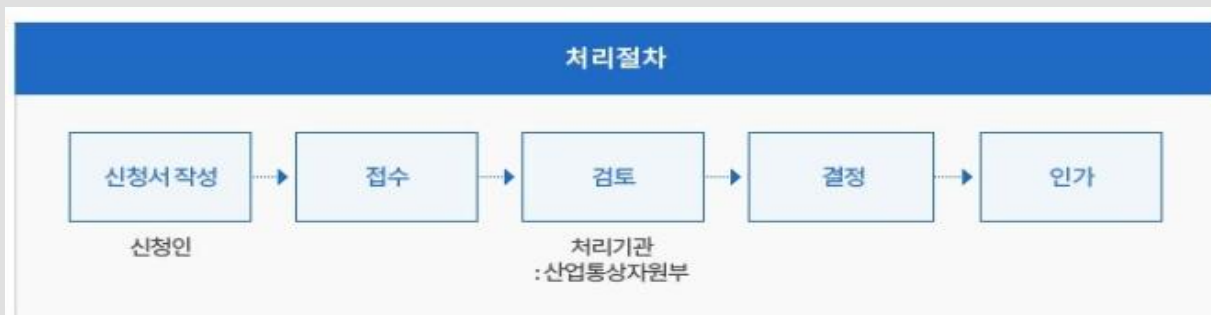 처리절차
신청서 작성
접수
검토
결정
인가
신청인
처리기관
: 산업통상자원부